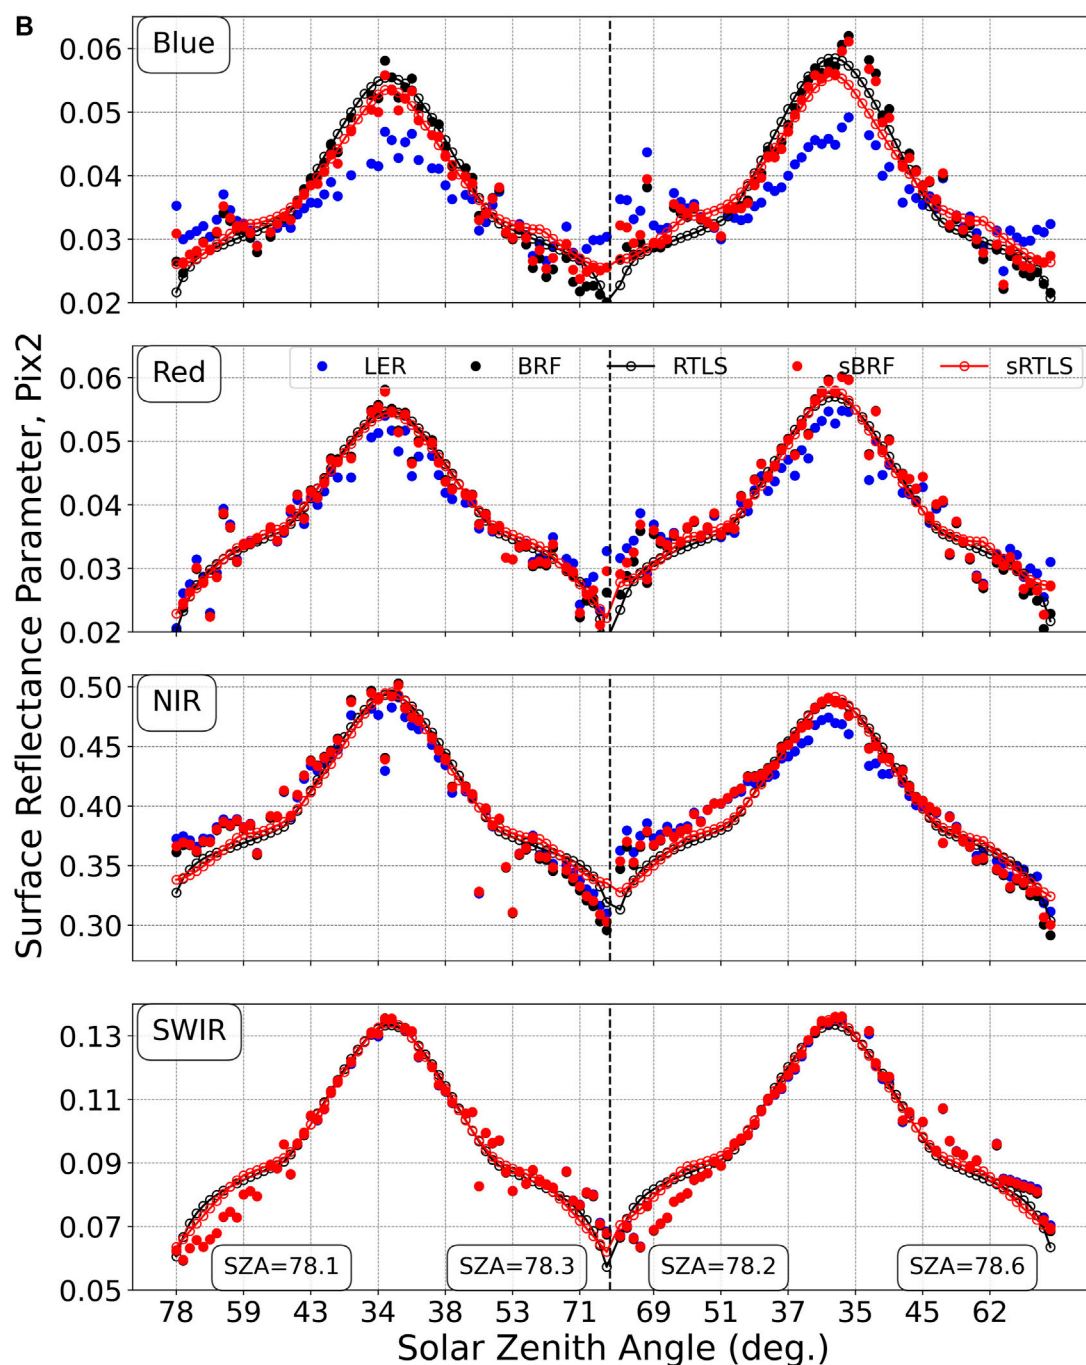 B
Blue
0.06
0.05
0.04
0.03
0.02
Red
LER BRF RTLS sBRF sRTLS
0.06
0.05
0.04
0.03
0.02
Surface Reflectance Parameter, Pix2
NIR
0.50
0.45
0.40
0.35
0.30
SWIR
0.13
0.11
0.09
0.07
0.05
SZA=78.1 SZA=78.3 SZA=78.2 SZA=78.6
78 59 43 34 38 53 71 69 51 37 35 45 62
Solar Zenith Angle (deg.)